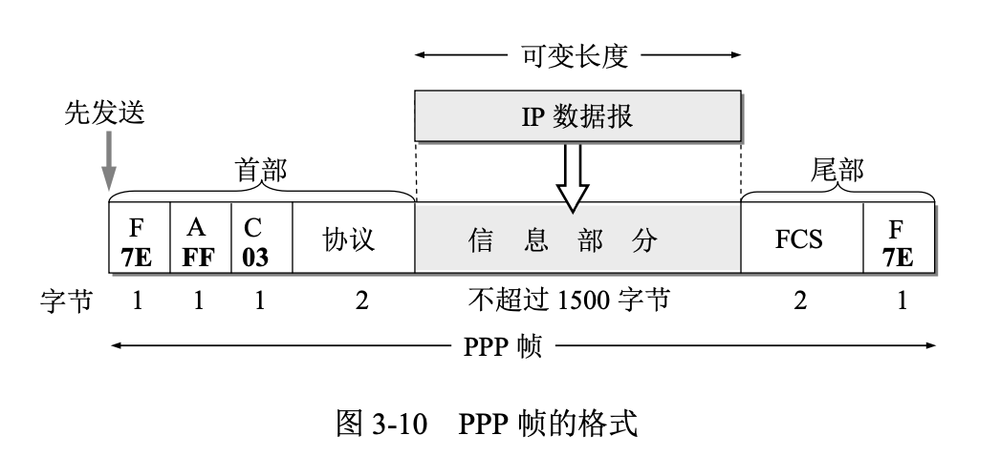 可变长度
IP 数据报
先发送
首部
尾部
F A C 协议 信 息 部 分 FCS F
7E FF 03 7E
字节 1 1 1 2 不超过 1500 字节 2 1
PPP 帧
图 3-10 PPP 帧的格式